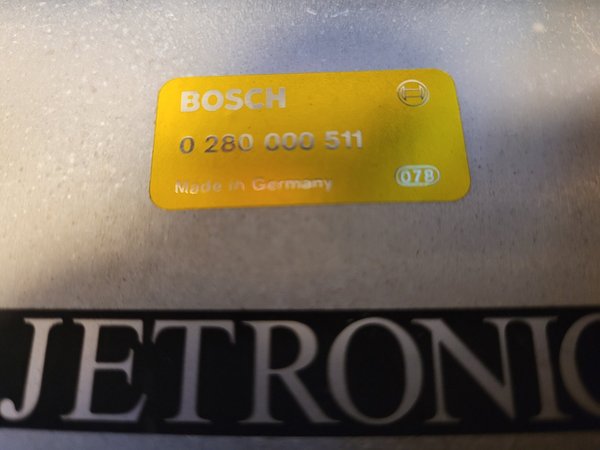 BOSCH
0 280 000 511
Made in Germany
078
JETRONIC